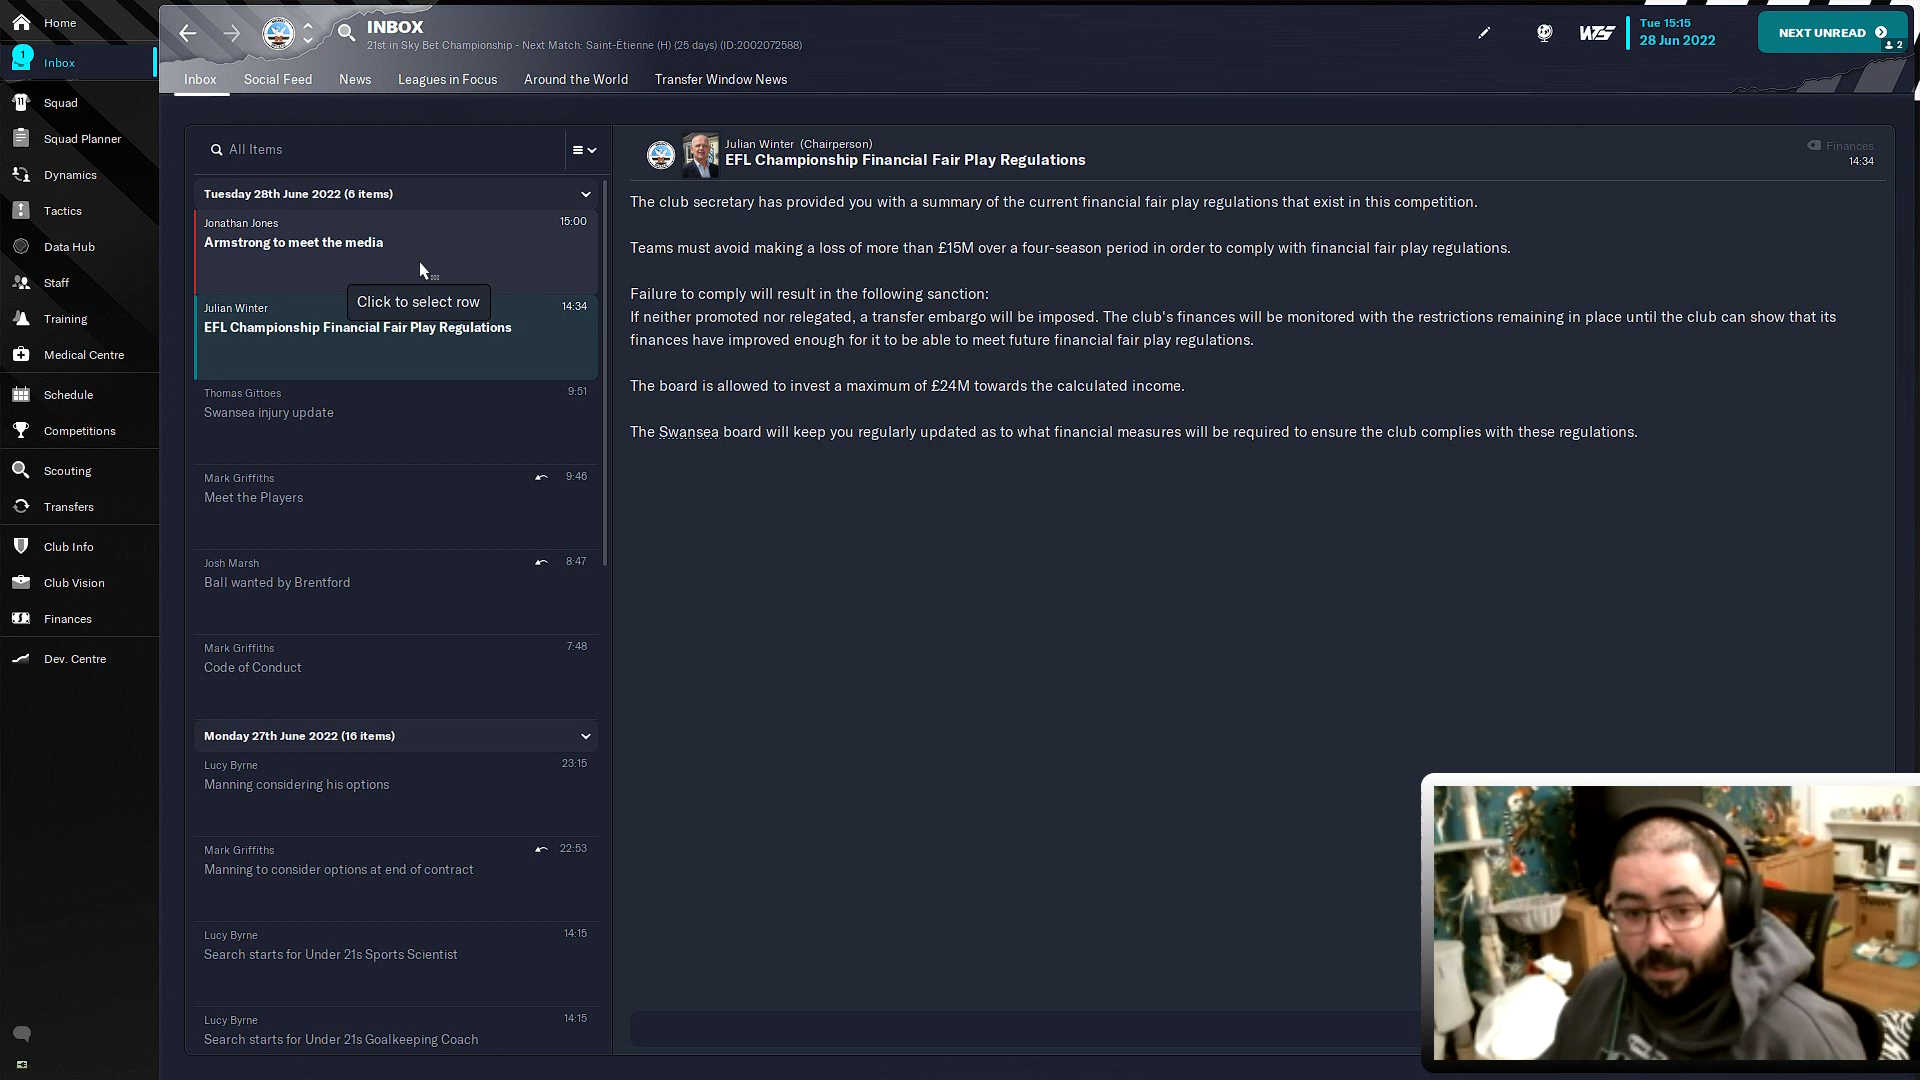 Home
1
Inbox
Squad
Squad Planner
Dynamics
Tactics
Data Hub
Staff
Training
Medical Centre
Schedule
Competitions
Scouting
Transfers
Club Info
Club Vision
Finances
Dev. Centre
INBOX
21st in Sky Bet Championship - Next Match: Saint-Étienne (H) (25 days) (ID:2002072588)
Tue 15:15
28 Jun 2022
NEXT UNREAD
2
Inbox
Social Feed
News
Leagues in Focus
Around the World
Transfer Window News
All Items
Tuesday 28th June 2022 (6 items)
Jonathan Jones 15:00
Armstrong to meet the media
Click to select row
Julian Winter 14:34
EFL Championship Financial Fair Play Regulations
Thomas Gittoes 9:51
Swansea injury update
Mark Griffiths 9:46
Meet the Players
Josh Marsh 8:47
Ball wanted by Brentford
Mark Griffiths 7:48
Code of Conduct
Monday 27th June 2022 (16 items)
Lucy Byrne 23:15
Manning considering his options
Mark Griffiths 22:53
Manning to consider options at end of contract
Lucy Byrne 14:15
Search starts for Under 21s Sports Scientist
Lucy Byrne 14:15
Search starts for Under 21s Goalkeeping Coach
Julian Winter (Chairperson)
EFL Championship Financial Fair Play Regulations
Finances
14:34
The club secretary has provided you with a summary of the current financial fair play regulations that exist in this competition.
Teams must avoid making a loss of more than £15M over a four-season period in order to comply with financial fair play regulations.
Failure to comply will result in the following sanction:
If neither promoted nor relegated, a transfer embargo will be imposed. The club's finances will be monitored with the restrictions remaining in place until the club can show that its
finances have improved enough for it to be able to meet future financial fair play regulations.
The board is allowed to invest a maximum of £24M towards the calculated income.
The Swansea board will keep you regularly updated as to what financial measures will be required to ensure the club complies with these regulations.